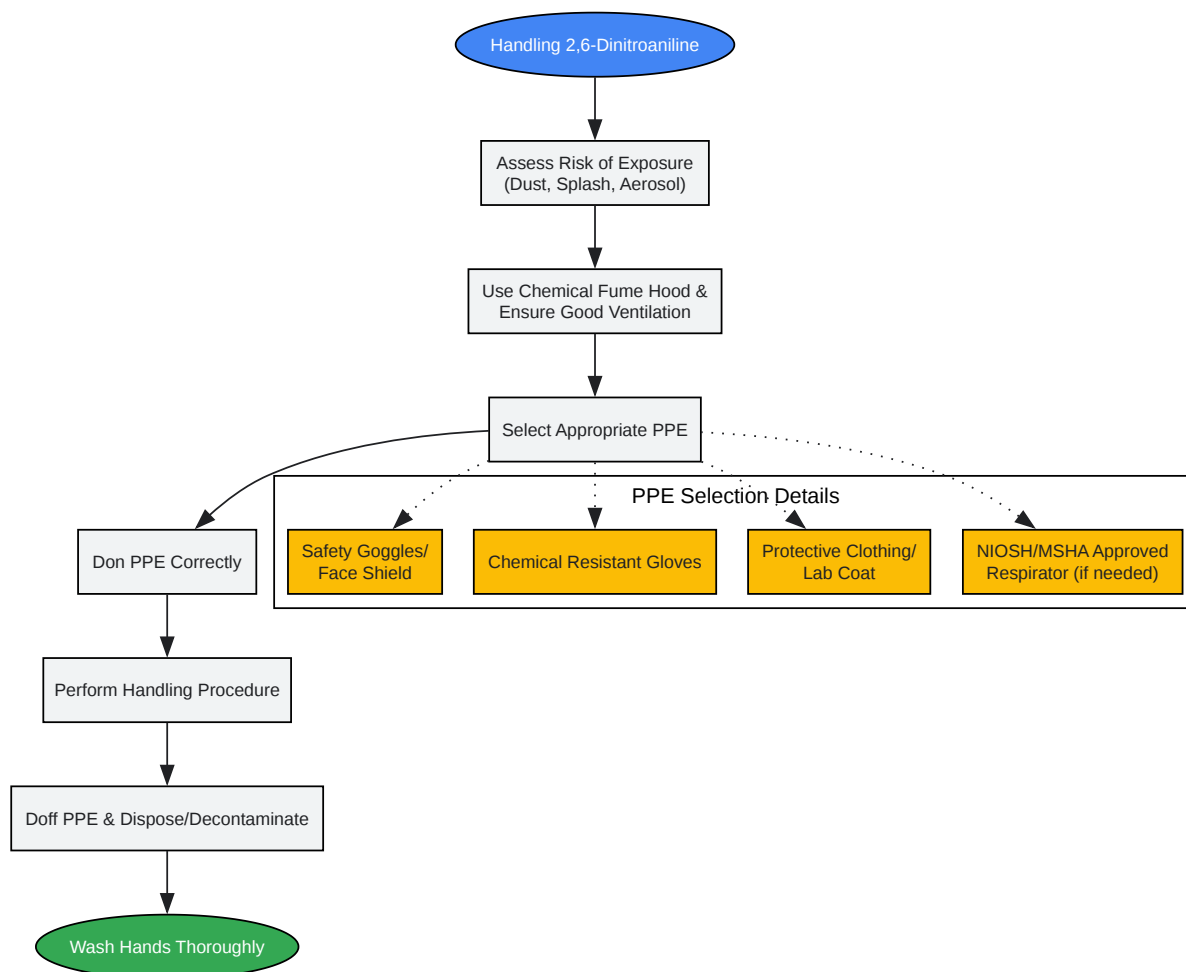 Handling 2,6-Dinitroaniline
Assess Risk of Exposure
(Dust, Splash, Aerosol)
Use Chemical Fume Hood &
Ensure Good Ventilation
Select Appropriate PPE
PPE Selection Details
Don PPE Correctly
Safety Goggles/
Face Shield
Chemical Resistant Gloves
Protective Clothing/
Lab Coat
NIOSH/MSHA Approved
Respirator (if needed)
Perform Handling Procedure
Doff PPE & Dispose/Decontaminate
Wash Hands Thoroughly